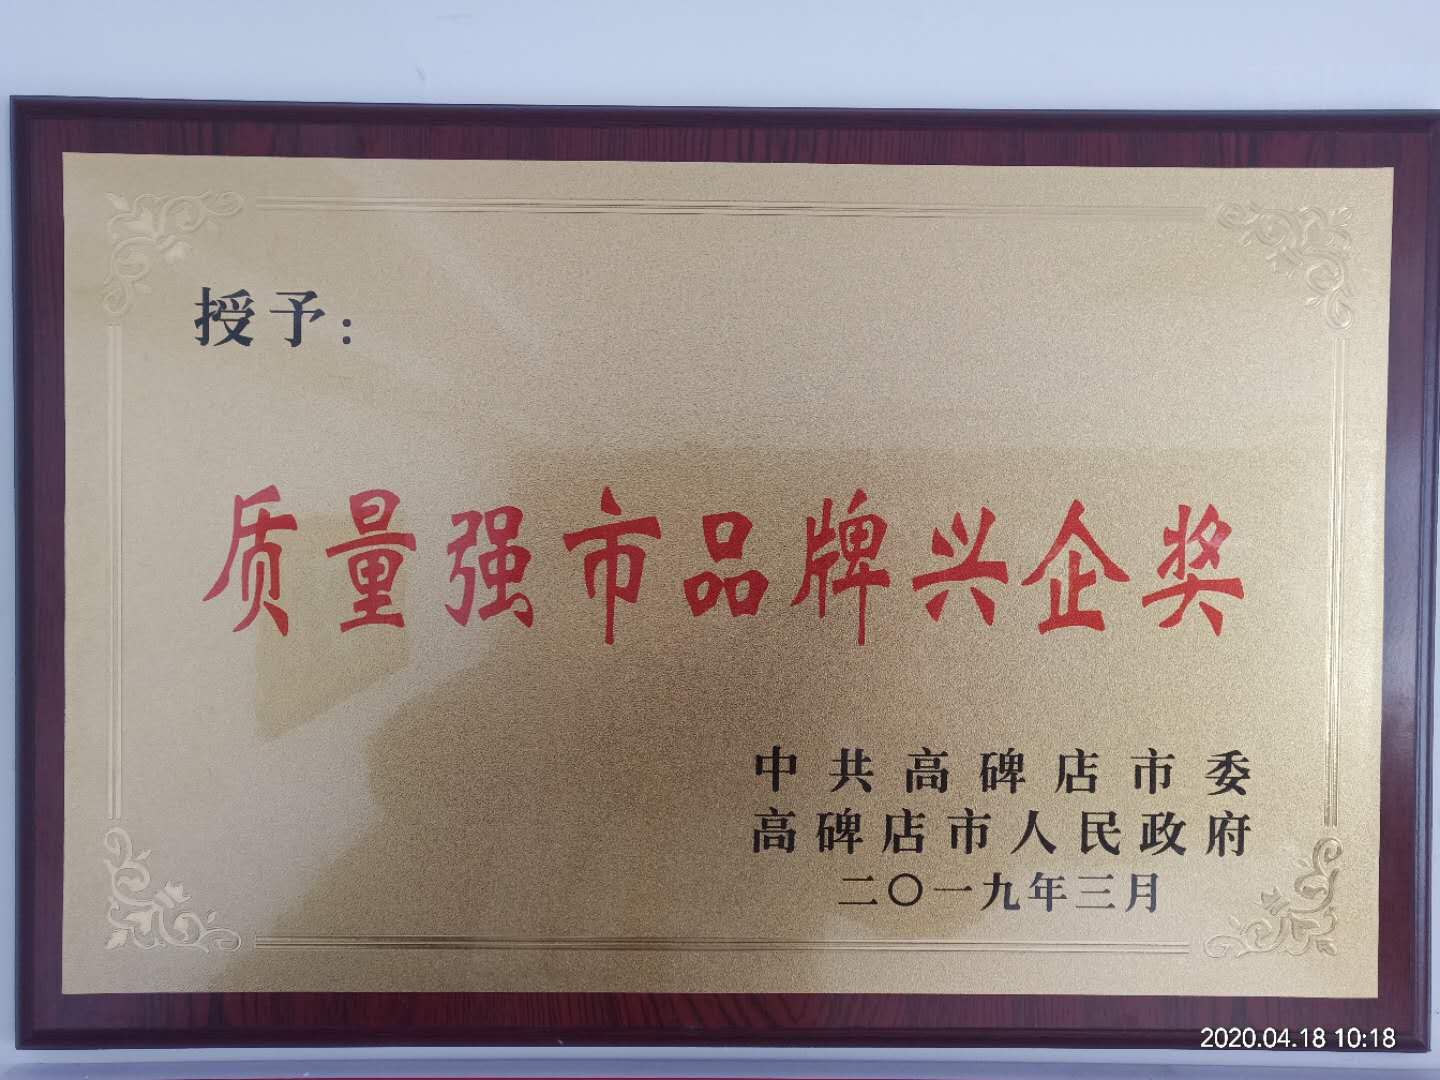 授予：
质量强市品牌兴企奖
中共高碑店市委
高碑店市人民政府
二〇一九年三月
2020.04.18 10:18